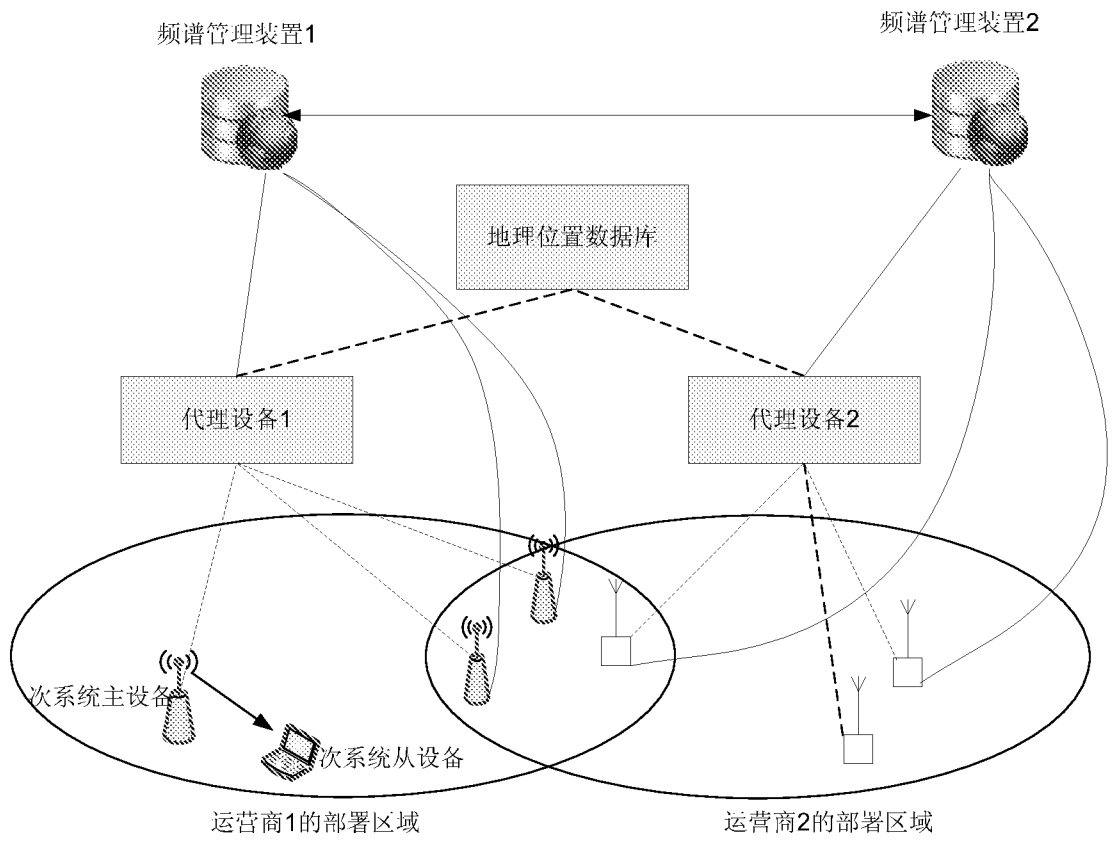 频谱管理装置1
频谱管理装置2
地理位置数据库
代理设备1
代理设备2
次系统主设备
次系统从设备
运营商1的部署区域
运营商2的部署区域